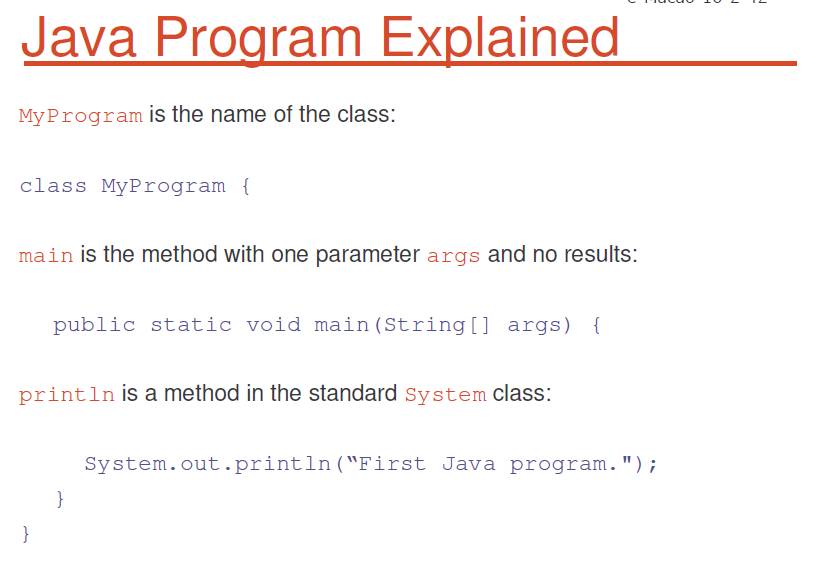 Java Program Explained
MyProgram is the name of the class:
class MyProgram {
main is the method with one parameter args and no results:
public static void main(String[] args) {
println is a method in the standard System class:
System.out.println(“First Java program.");
}
}